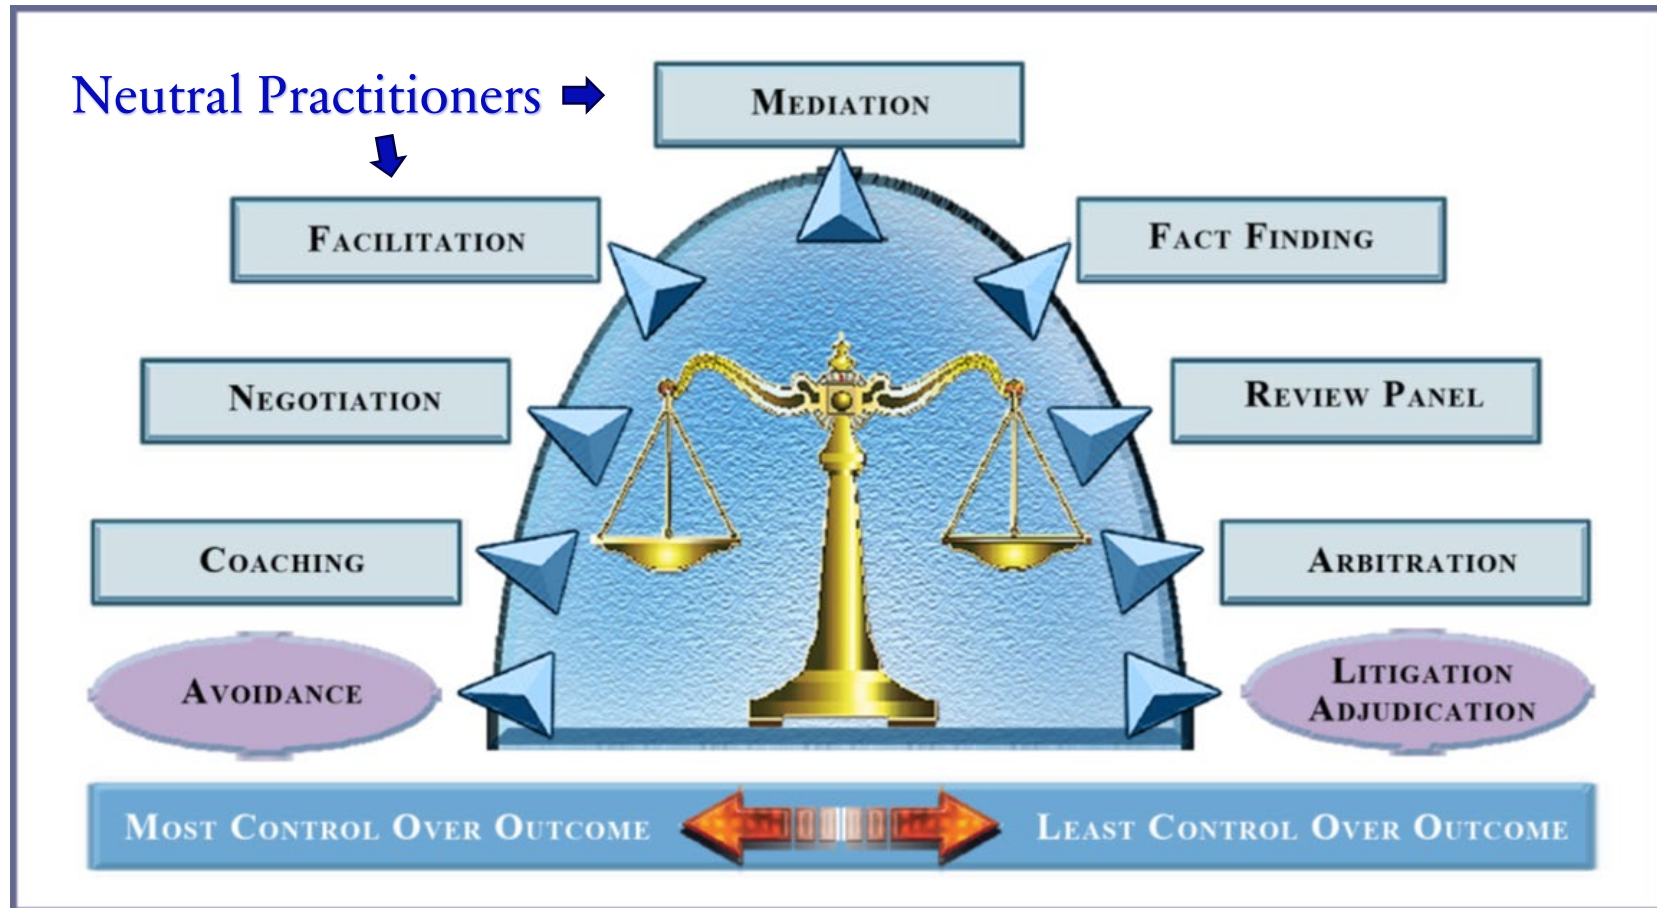 Neutral Practitioners
MEDIATION
FACILITATION
FACT FINDING
NEGOTIATION
REVIEW PANEL
COACHING
ARBITRATION
AVOIDANCE
LITIGATION
ADJUDICATION
MOST CONTROL OVER OUTCOME
LEAST CONTROL OVER OUTCOME